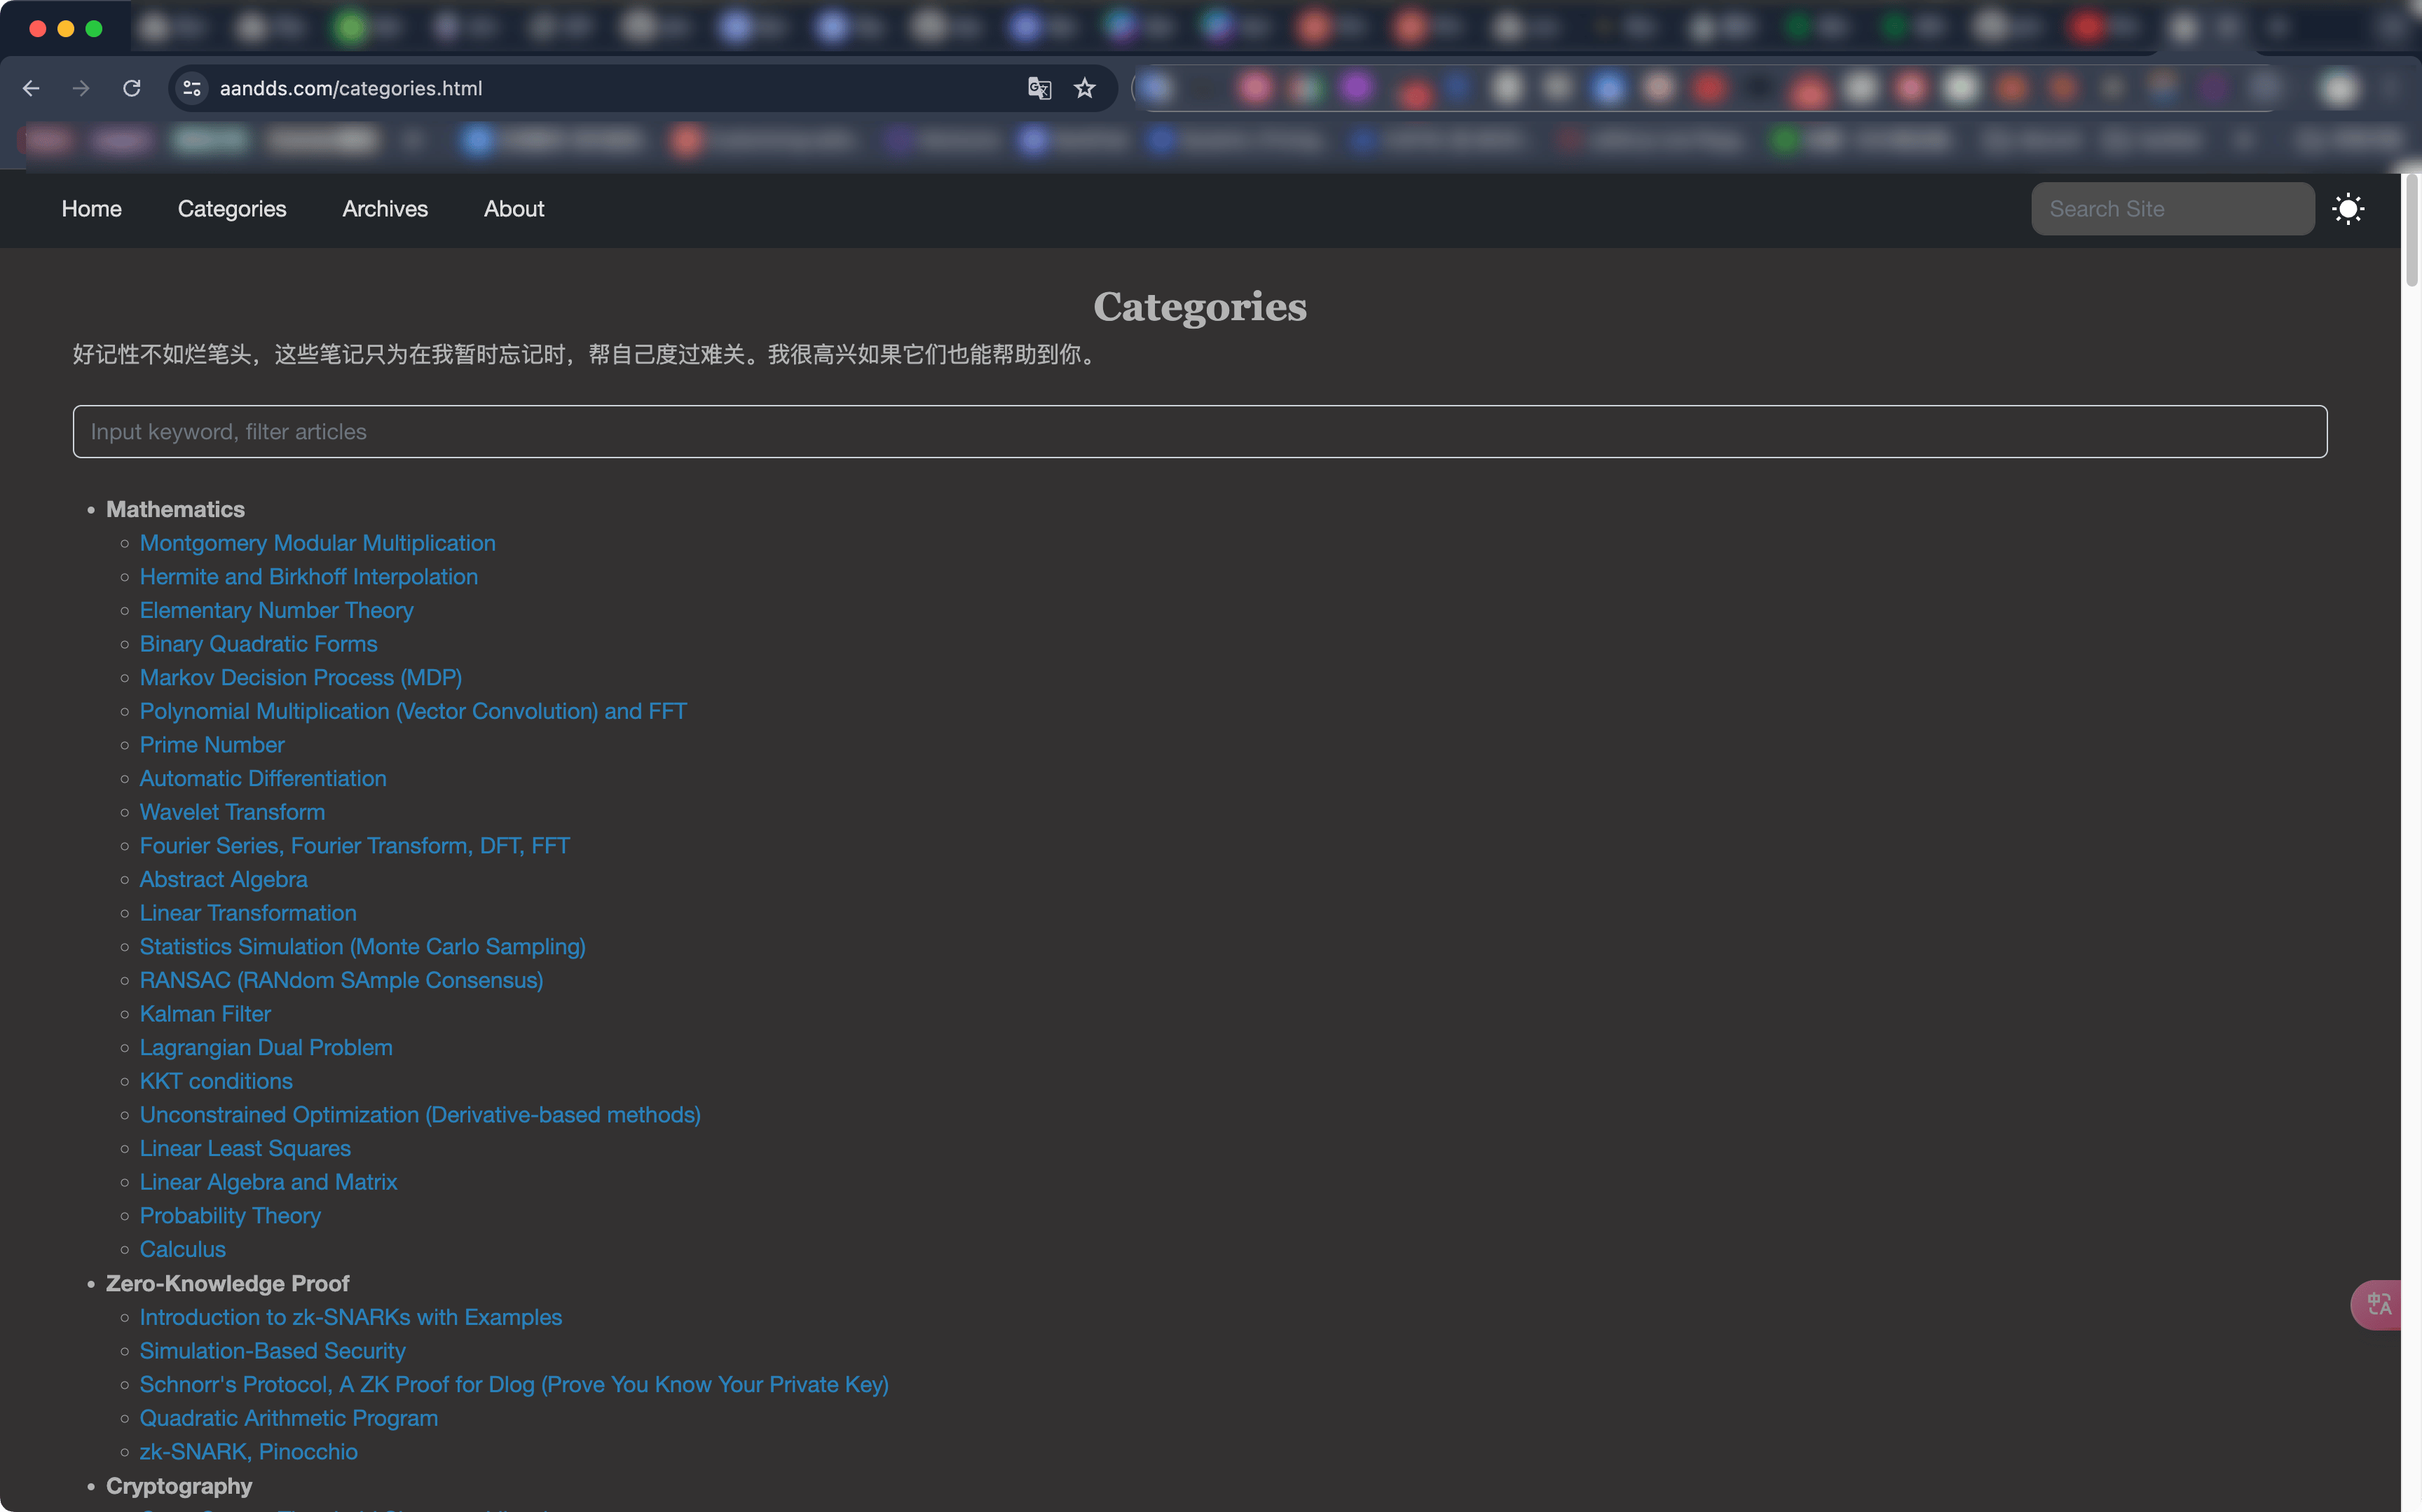 aandds.com/categories.html
Home Categories Archives About Search Site
Categories
好记性不如烂笔头，这些笔记只为在我暂时忘记时，帮自己度过难关。我很高兴如果它们也能帮助到你。
Input keyword, filter articles
Mathematics
Montgomery Modular Multiplication
Hermite and Birkhoff Interpolation
Elementary Number Theory
Binary Quadratic Forms
Markov Decision Process (MDP)
Polynomial Multiplication (Vector Convolution) and FFT
Prime Number
Automatic Differentiation
Wavelet Transform
Fourier Series, Fourier Transform, DFT, FFT
Abstract Algebra
Linear Transformation
Statistics Simulation (Monte Carlo Sampling)
RANSAC (RANdom SAmple Consensus)
Kalman Filter
Lagrangian Dual Problem
KKT conditions
Unconstrained Optimization (Derivative-based methods)
Linear Least Squares
Linear Algebra and Matrix
Probability Theory
Calculus
Zero-Knowledge Proof
Introduction to zk-SNARKs with Examples
Simulation-Based Security
Schnorr's Protocol, A ZK Proof for Dlog (Prove You Know Your Private Key)
Quadratic Arithmetic Program
zk-SNARK, Pinocchio
Cryptography